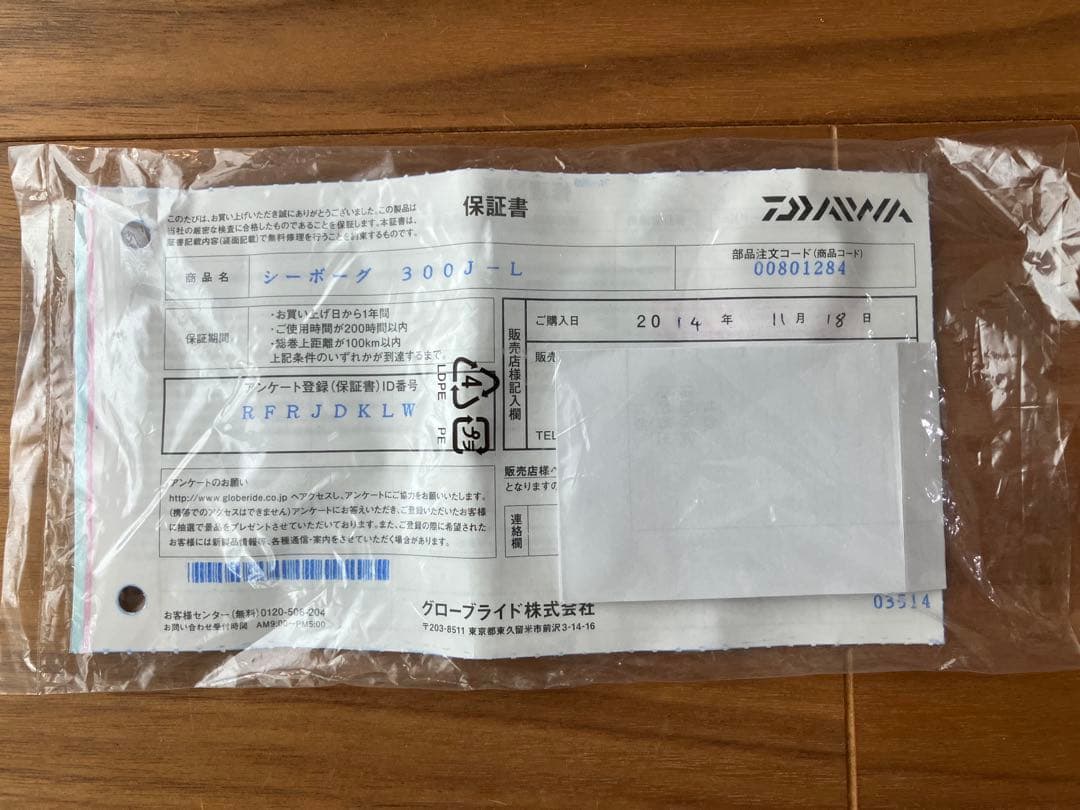 このたびは、お買い上げいただき誠にありがとうございました。この製品は
当社の厳密な検査に合格したものであることを保証します。本証書は、
証書記載内容(裏面記載)で無料修理を行うことを約束するものです。
保証書
DAIWA
商品名 シーボーグ 300J-L
部品注文コード(商品コード)
00801284
保証期間
・お買い上げ日から1年間
・ご使用時間が200時間以内
・総巻上距離が100km以内
上記条件のいずれかが到達するまで。
販売店様記入欄
ご購入日 2014年 11月 18日
販売
TEL
アンケート登録(保証書)ID番号
RFRJDKLW
LDPE
4
PE
プラ
アンケートのお願い
http://www.globeride.co.jp へアクセスし、アンケートにご協力をお願いいたします。
(携帯でのアクセスはできません)アンケートにお答えいただき、ご登録いただいたお客様
に抽選で景品をプレゼントさせていただいております。また、ご登録の際に希望された
お客様には新製品情報等、各種通信・案内をさせていただく場合があります。
販売店様へ
となりますの
連絡欄
お客様センター(無料)0120-506-204
お問い合わせ受付時間 AM9:00~PM5:00
グローブライド株式会社
〒203-8511 東京都東久留米市前沢3-14-16
03514